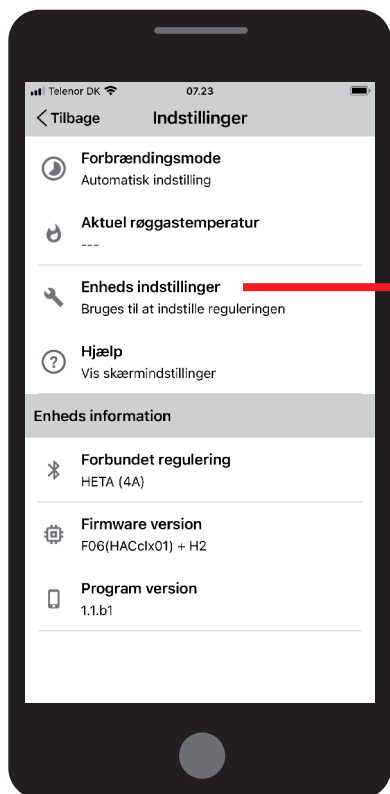 Telenor DK 07.23
Tilbage Indstillinger
Forbrændingsmode
Automatisk indstilling
Aktuel røggastemperatur
---
Enheds indstillinger
Bruges til at indstille reguleringen
Hjælp
Vis skærmindstillinger
Enheds information
Forbundet regulering
HETA (4A)
Firmware version
F06(HACclx01) + H2
Program version
1.1.b1